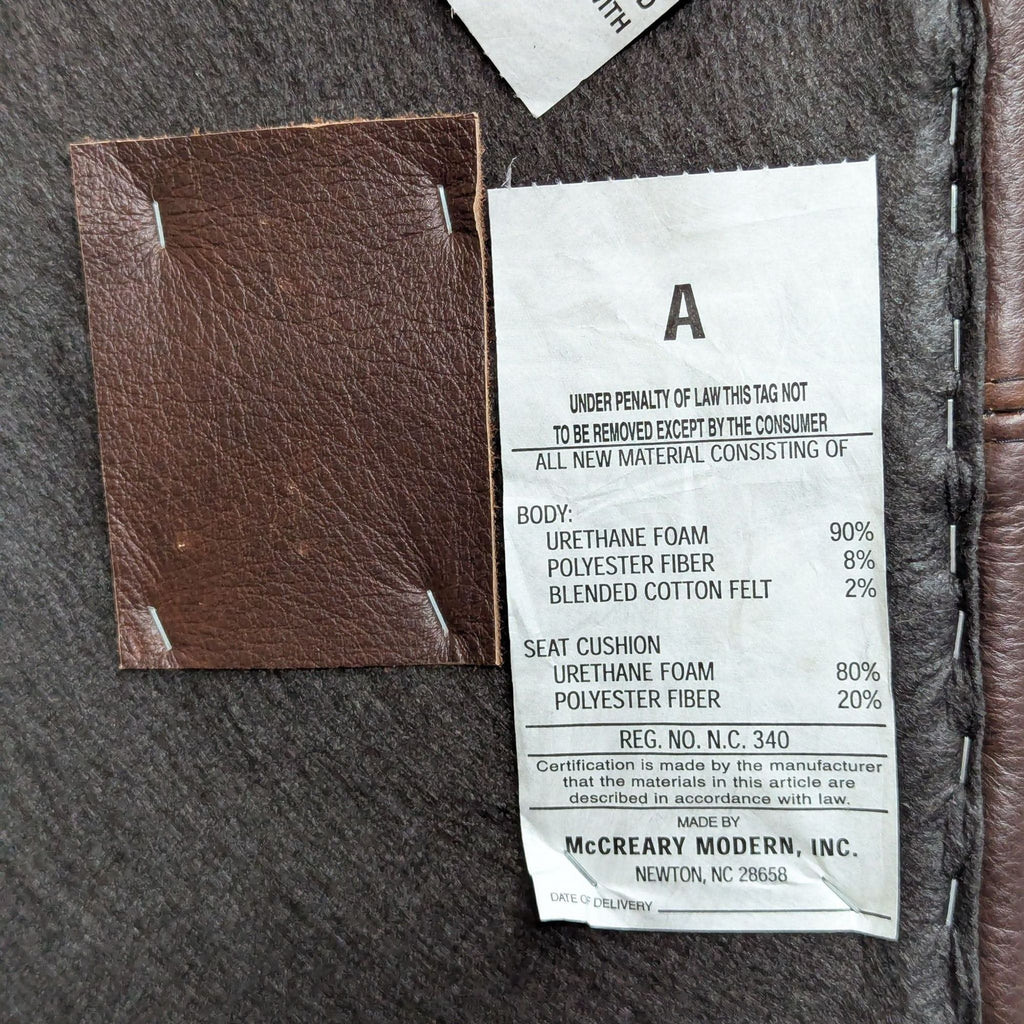 WITH
A
UNDER PENALTY OF LAW THIS TAG NOT
TO BE REMOVED EXCEPT BY THE CONSUMER
ALL NEW MATERIAL CONSISTING OF
BODY:
URETHANE FOAM 90%
POLYESTER FIBER 8%
BLENDED COTTON FELT 2%
SEAT CUSHION
URETHANE FOAM 80%
POLYESTER FIBER 20%
REG. NO. N.C. 340
Certification is made by the manufacturer
that the materials in this article are
described in accordance with law.
MADE BY
McCREARY MODERN, INC.
NEWTON, NC 28658
DATE OF DELIVERY